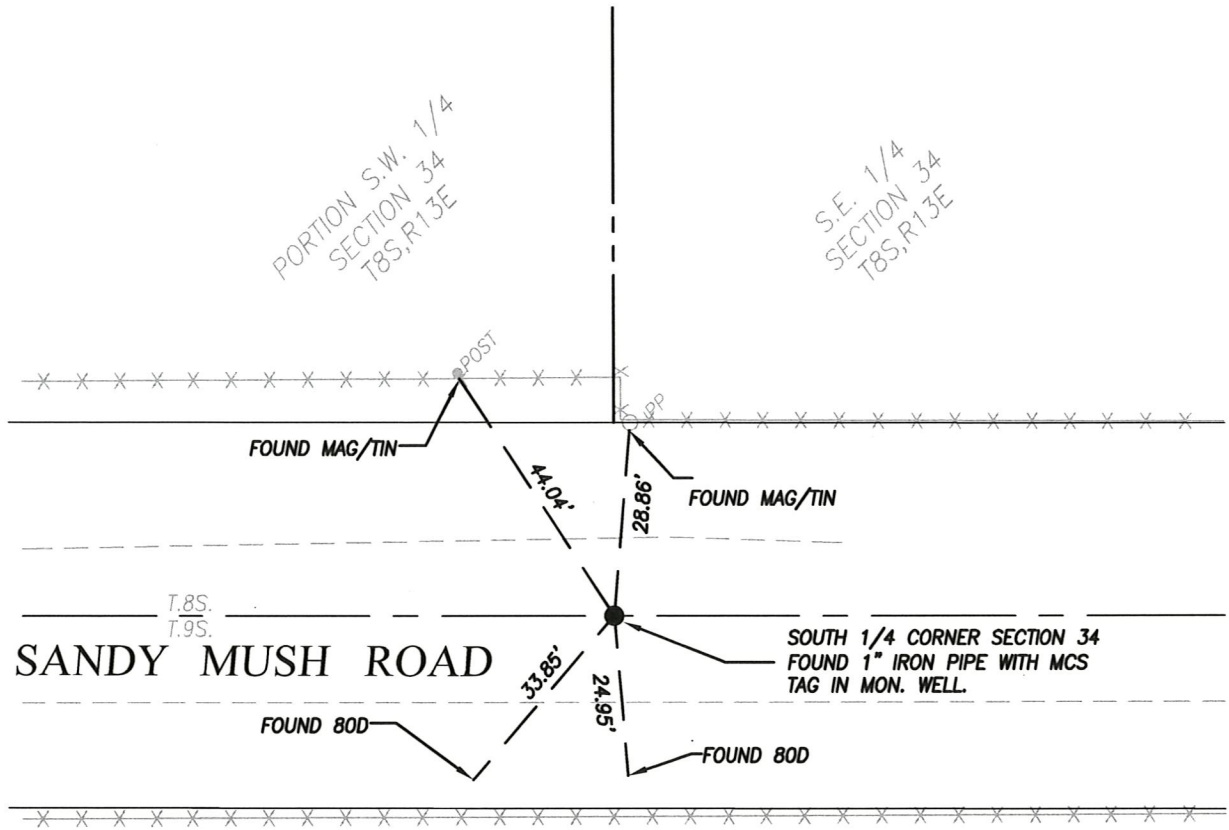 PORTION S.W. 1/4
SECTION 34
T8S,R13E
S.E. 1/4
SECTION 34
T8S,R13E
POST
JPP
FOUND MAG/TIN
44.04'
28.86'
FOUND MAG/TIN
T.8S.
T.9S.
SANDY MUSH ROAD
SOUTH 1/4 CORNER SECTION 34
FOUND 1" IRON PIPE WITH MCS
TAG IN MON. WELL.
33.85'
24.95'
FOUND 80D
FOUND 80D